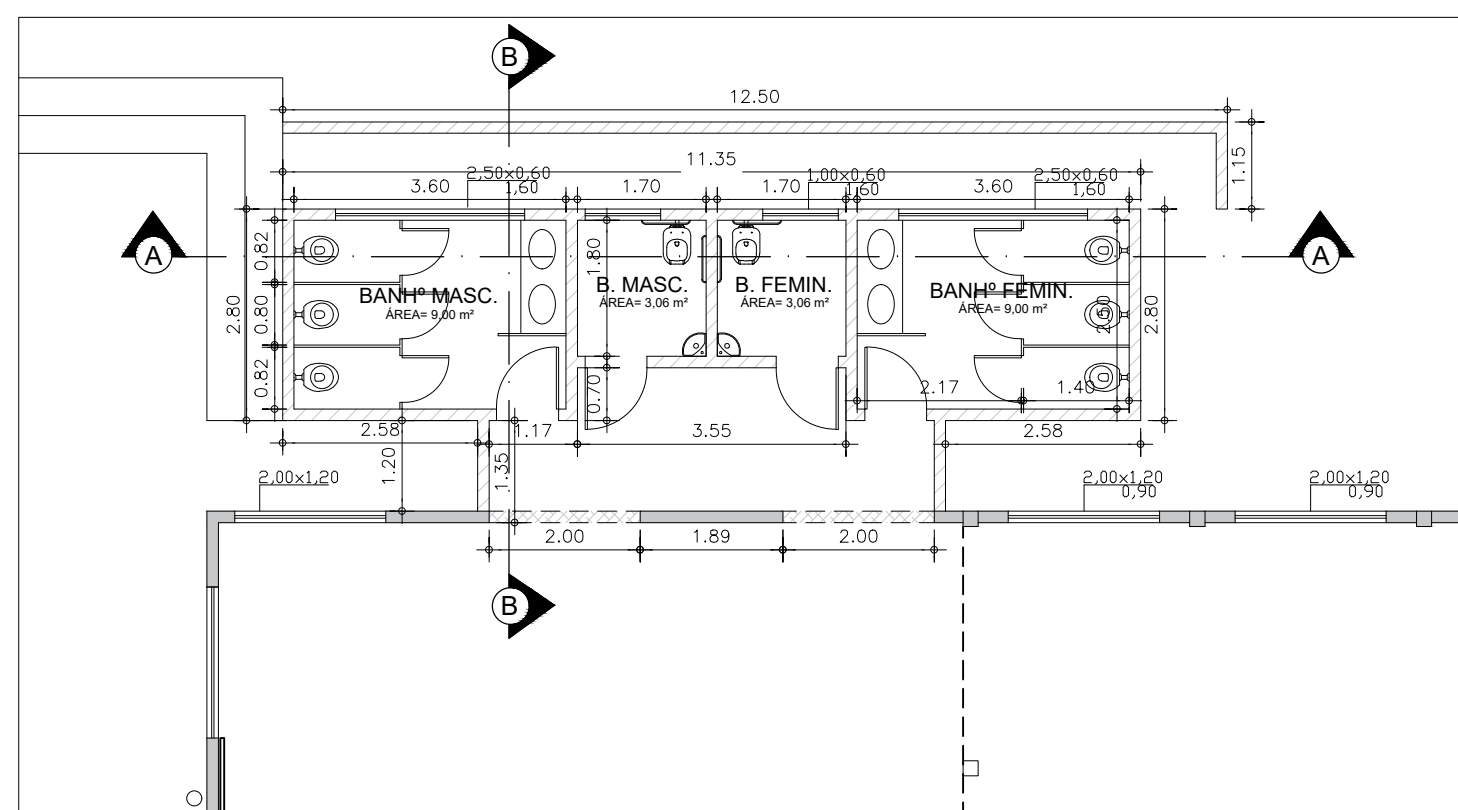 B
12.50
1.15
11.35
2,50x0,60
1,60
1,00x0,60
1,60
2,50x0,60
1,60
3.60
1.70
1.70
3.60
A
A
0.82
0.80
0.82
2.80
1.80
0.70
2.50
2.80
BANHº MASC.
ÁREA= 9,00 m²
B. MASC.
ÁREA= 3,06 m²
B. FEMIN.
ÁREA= 3,06 m²
BANHº FEMIN.
ÁREA= 9,00 m²
2.17
1.40
2.58
1.17
3.55
2.58
1.20
1.35
2,00x1,20
2,00x1,20
0,90
2,00x1,20
0,90
2.00
1.89
2.00
B